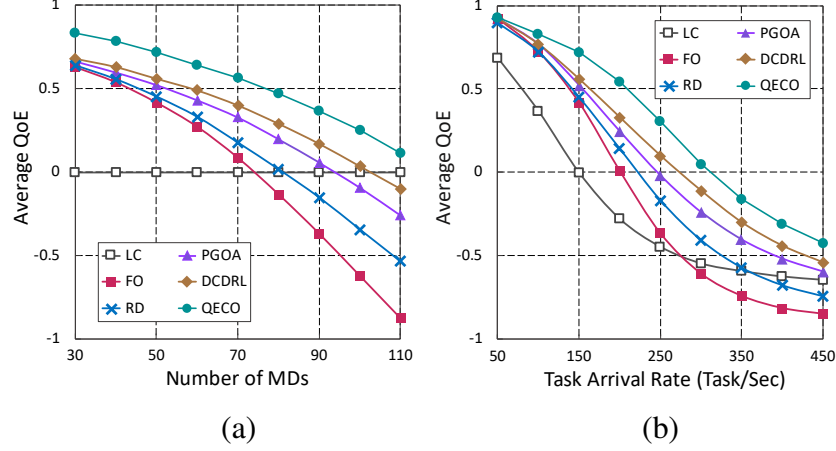 1
0.5
0
-0.5
-1
Average QoE
LC
PGOA
FO
DCDRL
RD
QECO
30
50
70
90
110
Number of MDs
(a)
1
0.5
0
-0.5
-1
Average QoE
LC
PGOA
FO
DCDRL
RD
QECO
50
150
250
350
450
Task Arrival Rate (Task/Sec)
(b)